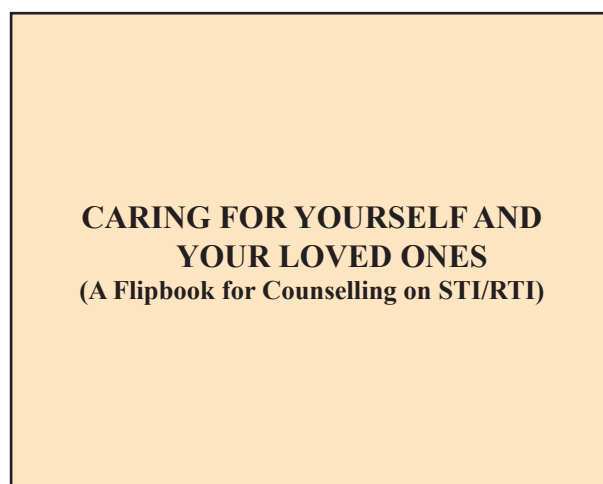 CARING FOR YOURSELF AND
YOUR LOVED ONES
(A Flipbook for Counselling on STI/RTI)